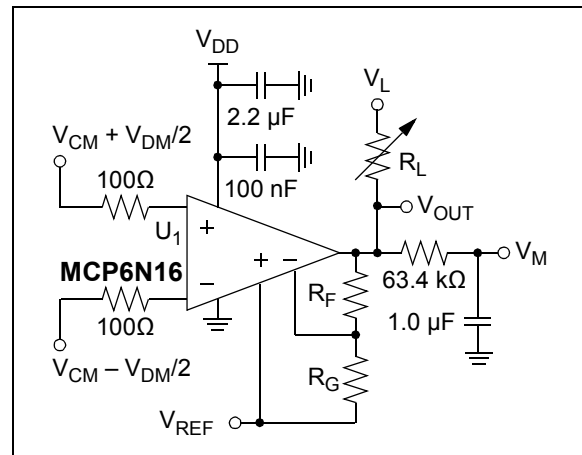 V_DD
2.2 µF
V_L
V_CM + V_DM/2
100Ω
100 nF
R_L
V_OUT
U_1
+
MCP6N16
+ −
V_M
−
63.4 kΩ
R_F
100Ω
1.0 µF
V_CM − V_DM/2
R_G
V_REF